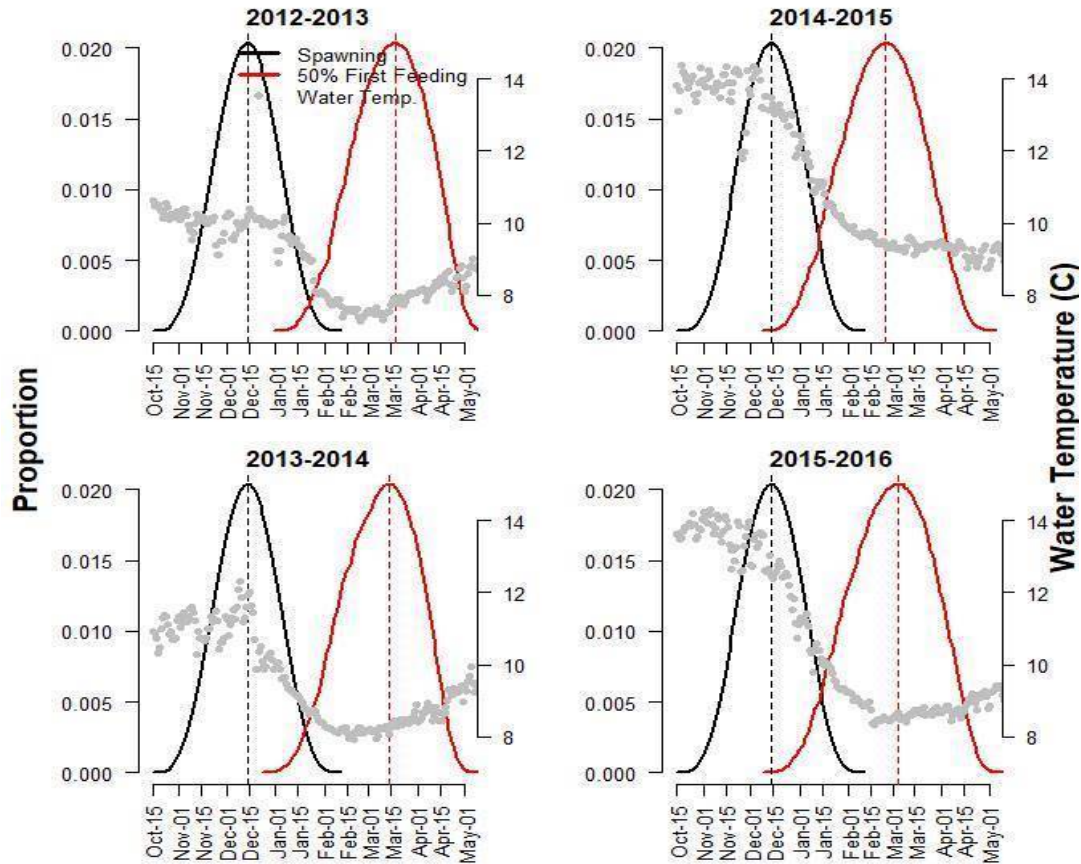 2012-2013
Spawning
50% First Feeding
Water Temp.
0.020
0.015
0.010
0.005
0.000
14
12
10
8
Oct-15
Nov-01
Nov-15
Dec-01
Dec-15
Jan-01
Jan-15
Feb-01
Feb-15
Mar-01
Mar-15
Apr-01
Apr-15
May-01
2014-2015
0.020
0.015
0.010
0.005
0.000
14
12
10
8
Oct-15
Nov-01
Nov-15
Dec-01
Dec-15
Jan-01
Jan-15
Feb-01
Feb-15
Mar-01
Mar-15
Apr-01
Apr-15
May-01
Proportion
Water Temperature (C)
2013-2014
0.020
0.015
0.010
0.005
0.000
14
12
10
8
Oct-15
Nov-01
Nov-15
Dec-01
Dec-15
Jan-01
Jan-15
Feb-01
Feb-15
Mar-01
Mar-15
Apr-01
Apr-15
May-01
2015-2016
0.020
0.015
0.010
0.005
0.000
14
12
10
8
Oct-15
Nov-01
Nov-15
Dec-01
Dec-15
Jan-01
Jan-15
Feb-01
Feb-15
Mar-01
Mar-15
Apr-01
Apr-15
May-01